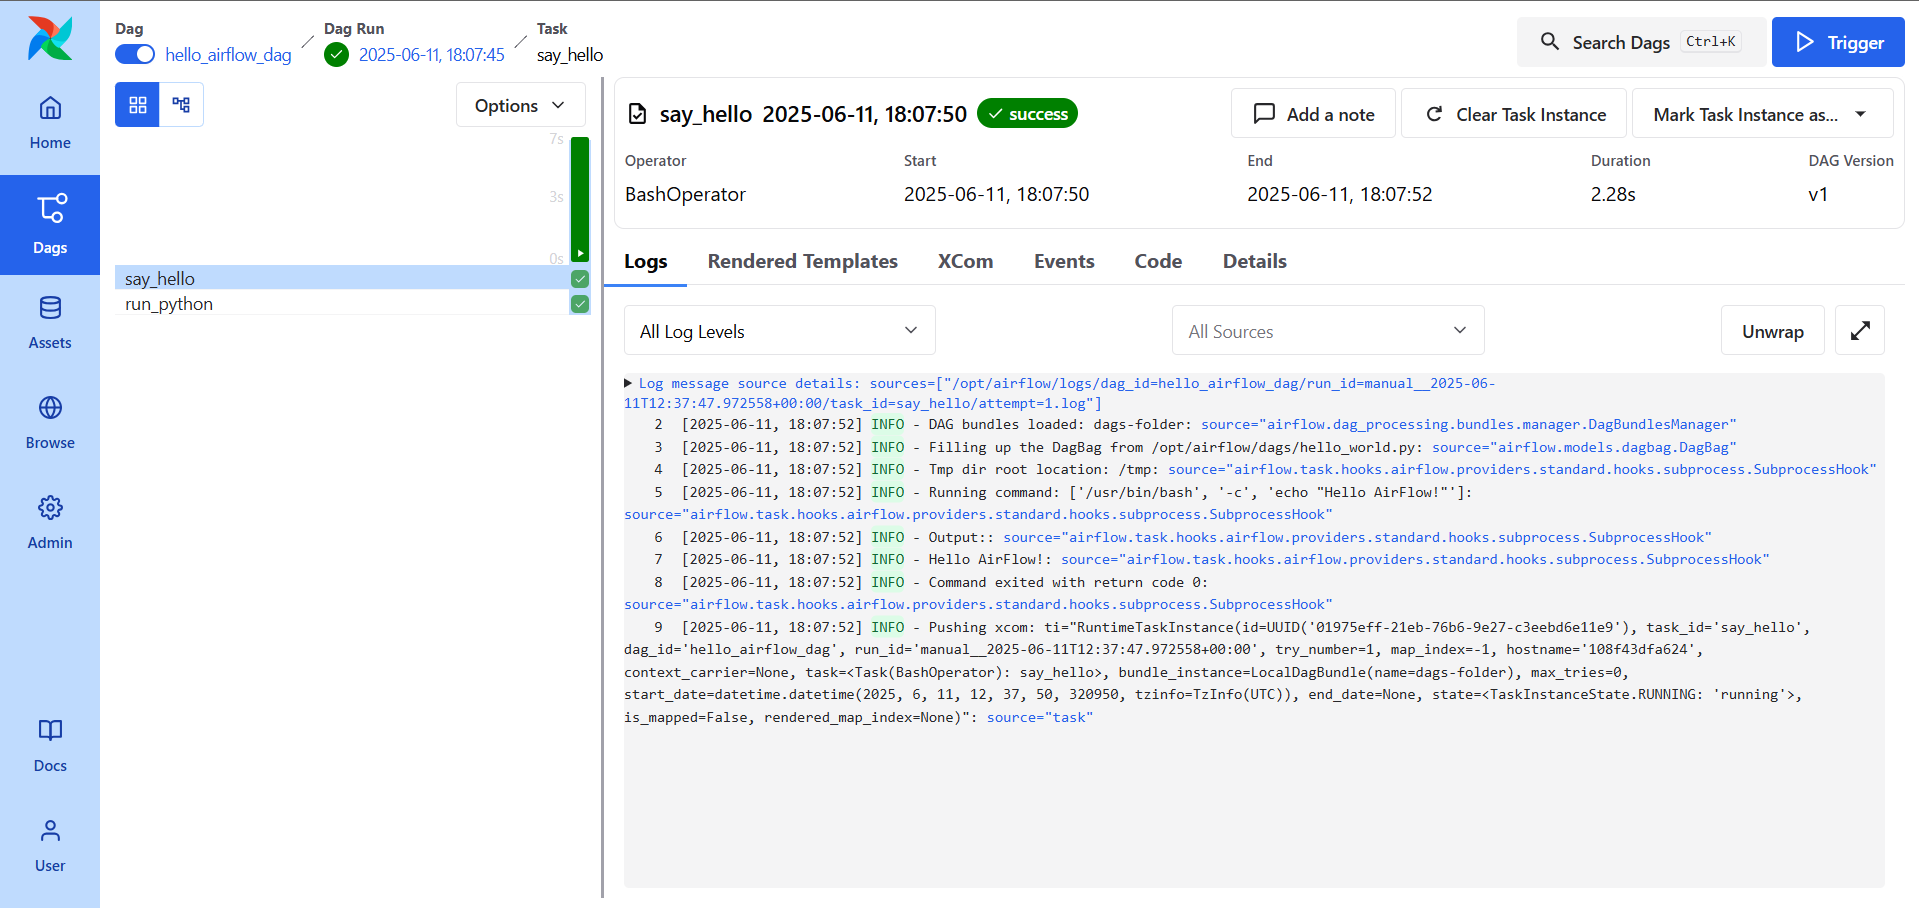 Dag
hello_airflow_dag
Dag Run
2025-06-11, 18:07:45
Task
say_hello
Search Dags Ctrl+K
Trigger
Home
Dags
Assets
Browse
Admin
Docs
User
Options
7s
3s
0s
say_hello
run_python
say_hello 2025-06-11, 18:07:50 success
Add a note
Clear Task Instance
Mark Task Instance as...
Operator Start End Duration DAG Version
BashOperator 2025-06-11, 18:07:50 2025-06-11, 18:07:52 2.28s v1
Logs Rendered Templates XCom Events Code Details
All Log Levels All Sources Unwrap
Log message source details: sources=["/opt/airflow/logs/dag_id=hello_airflow_dag/run_id=manual__2025-06-
11T12:37:47.972558+00:00/task_id=say_hello/attempt=1.log"]
2 [2025-06-11, 18:07:52] INFO - DAG bundles loaded: dags-folder: source="airflow.dag_processing.bundles.manager.DagBundlesManager"
3 [2025-06-11, 18:07:52] INFO - Filling up the DagBag from /opt/airflow/dags/hello_world.py: source="airflow.models.dagbag.DagBag"
4 [2025-06-11, 18:07:52] INFO - Tmp dir root location: /tmp: source="airflow.task.hooks.airflow.providers.standard.hooks.subprocess.SubprocessHook"
5 [2025-06-11, 18:07:52] INFO - Running command: ['/usr/bin/bash', '-c', 'echo "Hello AirFlow!"']:
source="airflow.task.hooks.airflow.providers.standard.hooks.subprocess.SubprocessHook"
6 [2025-06-11, 18:07:52] INFO - Output:: source="airflow.task.hooks.airflow.providers.standard.hooks.subprocess.SubprocessHook"
7 [2025-06-11, 18:07:52] INFO - Hello AirFlow!: source="airflow.task.hooks.airflow.providers.standard.hooks.subprocess.SubprocessHook"
8 [2025-06-11, 18:07:52] INFO - Command exited with return code 0:
source="airflow.task.hooks.airflow.providers.standard.hooks.subprocess.SubprocessHook"
9 [2025-06-11, 18:07:52] INFO - Pushing xcom: ti="RuntimeTaskInstance(id=UUID('01975eff-21eb-76b6-9e27-c3eebd6e11e9'), task_id='say_hello',
dag_id='hello_airflow_dag', run_id='manual__2025-06-11T12:37:47.972558+00:00', try_number=1, map_index=-1, hostname='108f43dfa624',
context_carrier=None, task=<Task(BashOperator): say_hello>, bundle_instance=LocalDagBundle(name=dags-folder), max_tries=0,
start_date=datetime.datetime(2025, 6, 11, 12, 37, 50, 320950, tzinfo=TzInfo(UTC)), end_date=None, state=<TaskInstanceState.RUNNING: 'running'>,
is_mapped=False, rendered_map_index=None)": source="task"